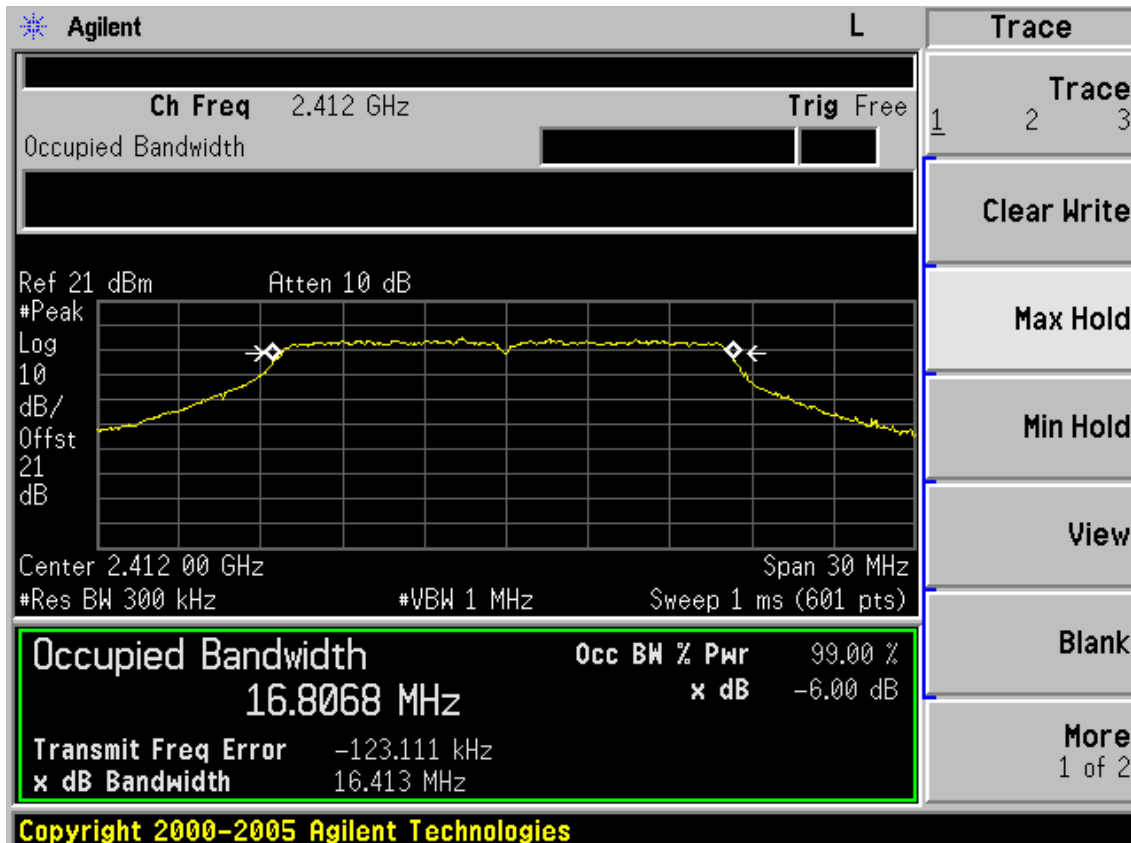 Agilent L Trace
Ch Freq 2.412 GHz Trig Free
Occupied Bandwidth
Trace
1 2 3
Clear Write
Max Hold
Min Hold
View
Blank
More
1 of 2
Ref 21 dBm Atten 10 dB
#Peak
Log
10
dB/
Offst
21
dB
Center 2.412 00 GHz Span 30 MHz
#Res BW 300 kHz #VBW 1 MHz Sweep 1 ms (601 pts)
Occupied Bandwidth Occ BW % Pwr 99.00 %
16.8068 MHz x dB -6.00 dB
Transmit Freq Error -123.111 kHz
x dB Bandwidth 16.413 MHz
Copyright 2000-2005 Agilent Technologies